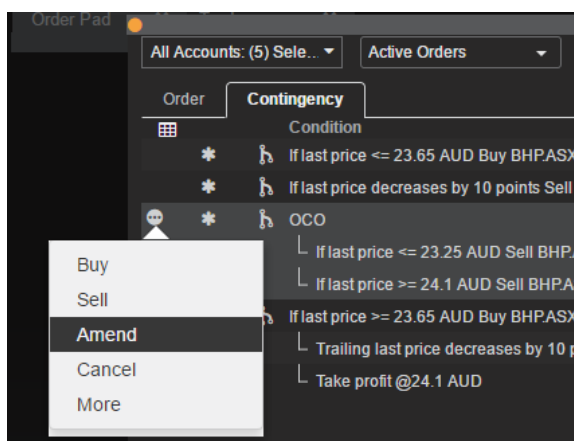 Order Pad
All Accounts: (5) Sele...
Active Orders
Order
Contingency
Condition
If last price <= 23.65 AUD Buy BHP.ASX
If last price decreases by 10 points Sell
OCO
If last price <= 23.25 AUD Sell BHP.
If last price >= 24.1 AUD Sell BHP.A
If last price >= 23.65 AUD Buy BHP.ASX
Trailing last price decreases by 10 p
Take profit @24.1 AUD
Buy
Sell
Amend
Cancel
More